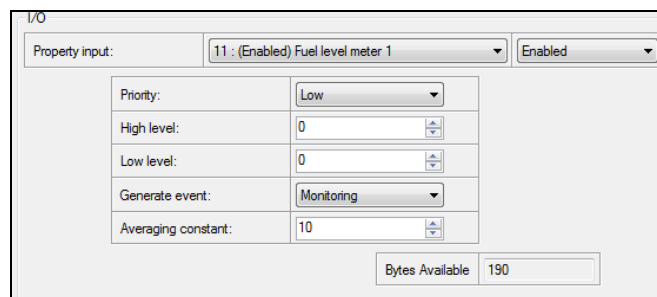 I/O
Property input: 11 : (Enabled) Fuel level meter 1 Enabled
Priority: Low
High level: 0
Low level: 0
Generate event: Monitoring
Averaging constant: 10
Bytes Available 190